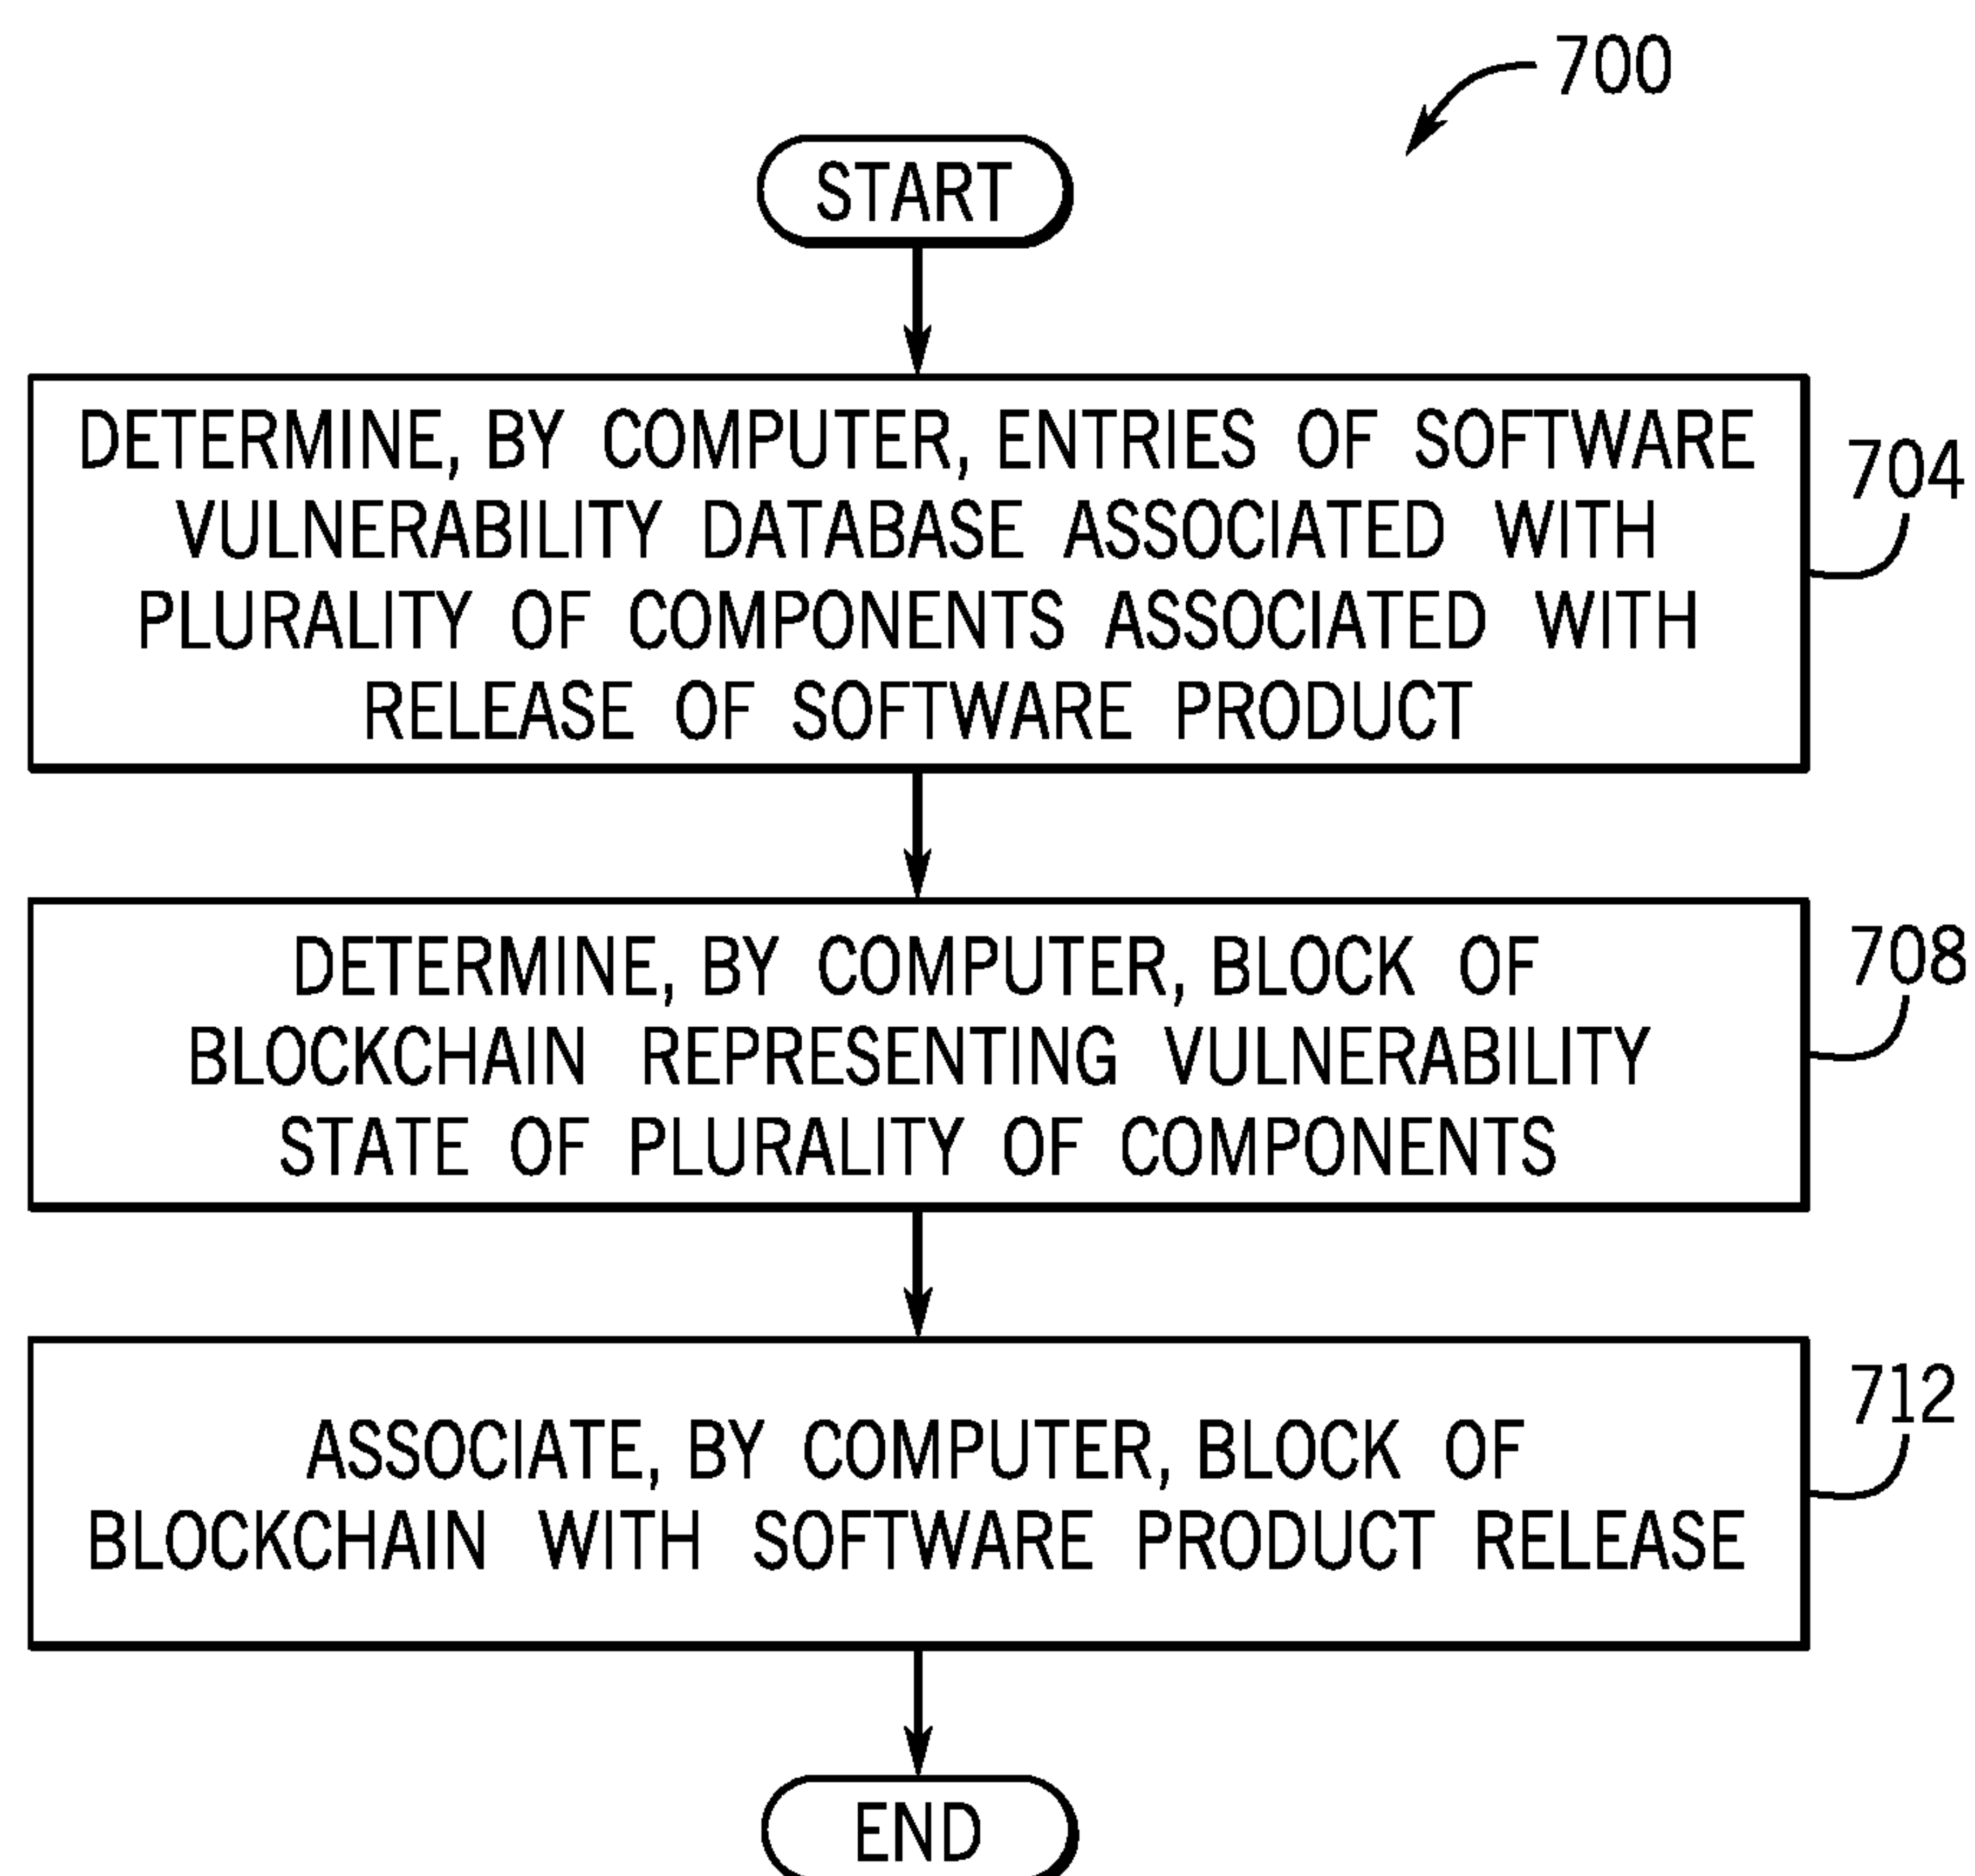 700
START
DETERMINE, BY COMPUTER, ENTRIES OF SOFTWARE
VULNERABILITY DATABASE ASSOCIATED WITH
PLURALITY OF COMPONENTS ASSOCIATED WITH
RELEASE OF SOFTWARE PRODUCT
704
DETERMINE, BY COMPUTER, BLOCK OF
BLOCKCHAIN REPRESENTING VULNERABILITY
STATE OF PLURALITY OF COMPONENTS
708
ASSOCIATE, BY COMPUTER, BLOCK OF
BLOCKCHAIN WITH SOFTWARE PRODUCT RELEASE
712
END